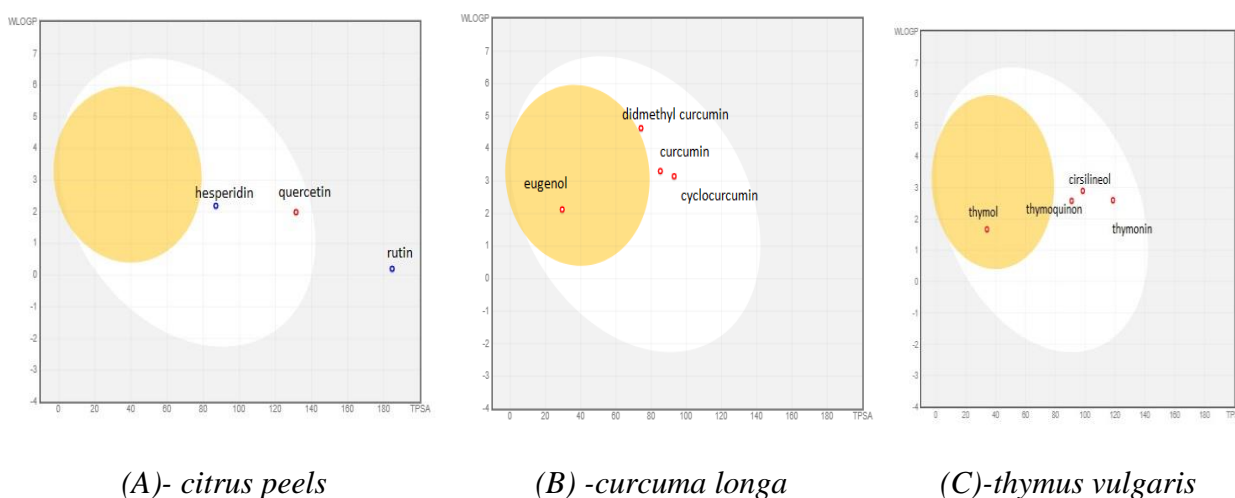 WLOGP
7
6
5
4
3
2
1
0
-1
-2
-3
-4
hesperidin
quercetin
rutin
0 20 40 60 80 100 120 140 160 180 TPSA
(A)- citrus peels
WLOGP
7
6
5
4
3
2
1
0
-1
-2
-3
-4
didmethyl curcumin
curcumin
eugenol
cyclocurcumin
0 20 40 60 80 100 120 140 160 180 TPSA
(B) -curcuma longa
WLOGP
7
6
5
4
3
2
1
0
-1
-2
-3
-4
cirsilineol
thymol
thymoquinon
thymonin
0 20 40 60 80 100 120 140 160 180 TPSA
(C)-thymus vulgaris